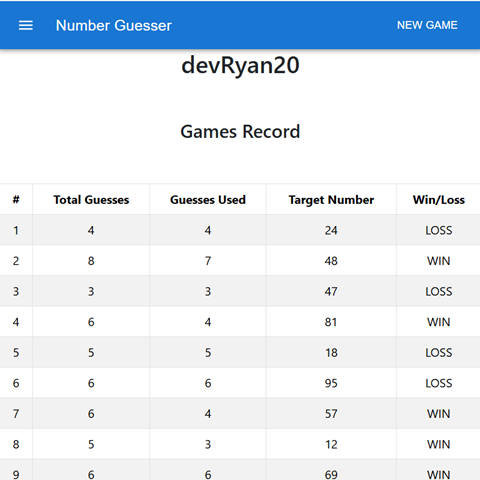 Number Guesser NEW GAME
devRyan20
Games Record
# Total Guesses Guesses Used Target Number Win/Loss
1 4 4 24 LOSS
2 8 7 48 WIN
3 3 3 47 LOSS
4 6 4 81 WIN
5 5 5 18 LOSS
6 6 6 95 LOSS
7 6 4 57 WIN
8 5 3 12 WIN
9 6 6 69 WIN